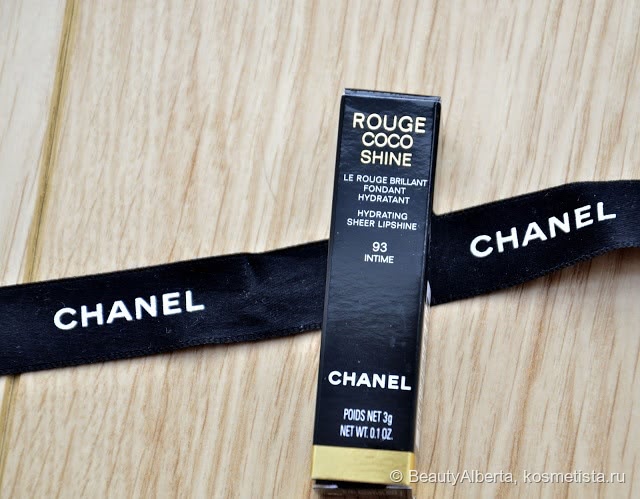 ROUGE
COCO
SHINE
LE ROUGE BRILLANT
FONDANT
HYDRATANT
HYDRATING
SHEER LIPSHINE
93
INTIME
CHANEL
POIDS NET 3g
NET WT. 0.1 OZ.
CHANEL
CHANEL
© BeautyAlberta, kosmetista.ru